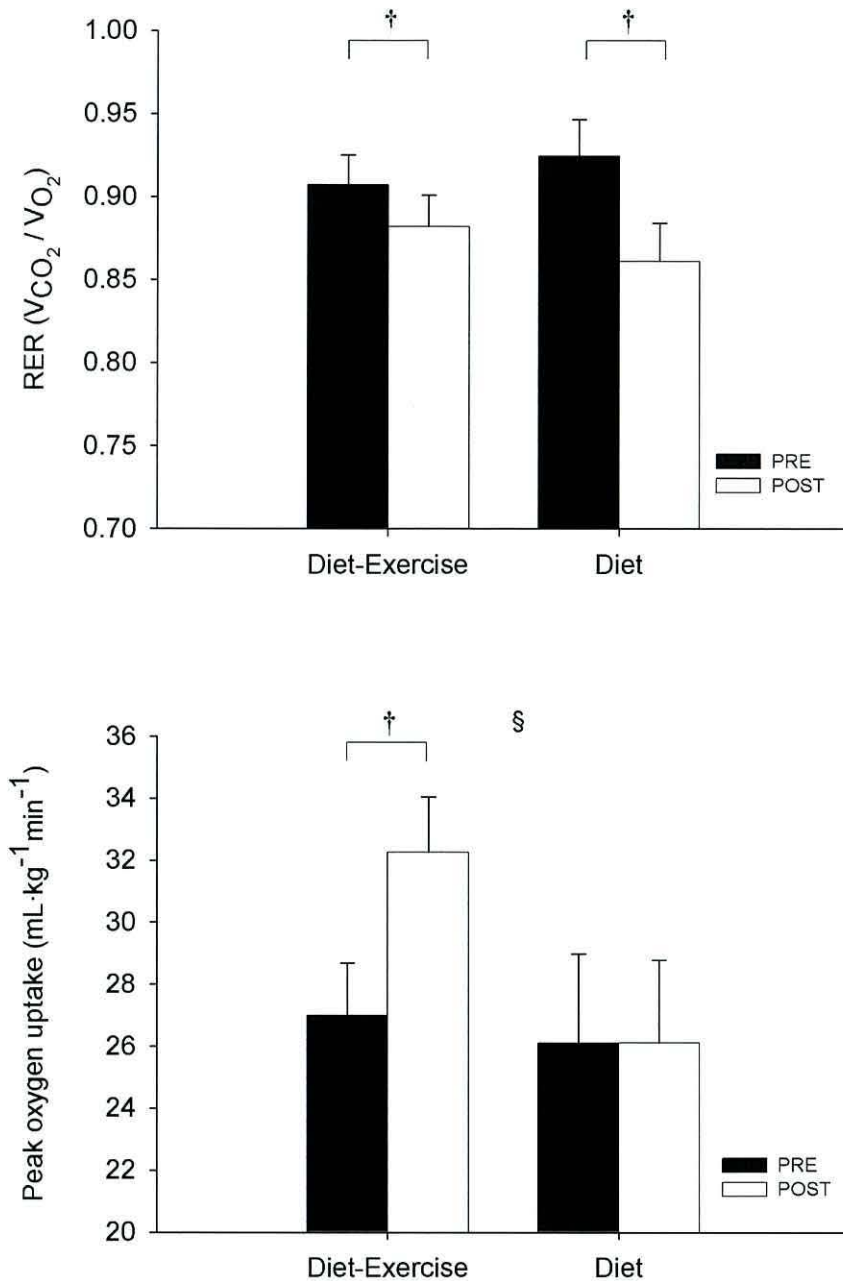 † †
1.00
0.95
0.90
0.85
0.80
0.75
0.70
RER (VCO₂ / VO₂)
PRE
POST
Diet-Exercise Diet
† §
36
34
32
30
28
26
24
22
20
Peak oxygen uptake (mL·kg⁻¹min⁻¹)
PRE
POST
Diet-Exercise Diet